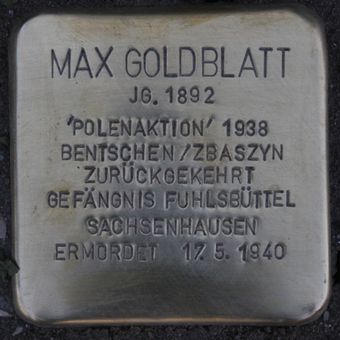 MAX GOLDBLATT
JG. 1892
'POLENAKTION' 1938
BENTSCHEN/ZBASZYN
ZURÜCKGEKEHRT
GEFÄNGNIS FUHLSBÜTTEL
SACHSENHAUSEN
ERMORDET 17.5.1940